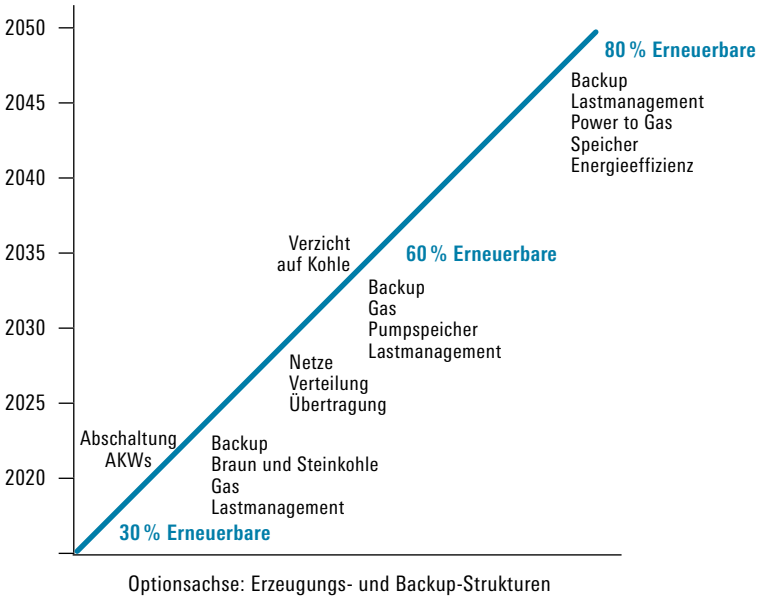 2050
80 % Erneuerbare
Backup
Lastmanagement
Power to Gas
Speicher
Energieeffizienz
2045
2040
2035
Verzicht
auf Kohle
60 % Erneuerbare
Backup
Gas
Pumpspeicher
Lastmanagement
2030
Netze
Verteilung
Übertragung
2025
Abschaltung
AKWs
Backup
Braun und Steinkohle
Gas
Lastmanagement
2020
30 % Erneuerbare
Optionsachse: Erzeugungs- und Backup-Strukturen